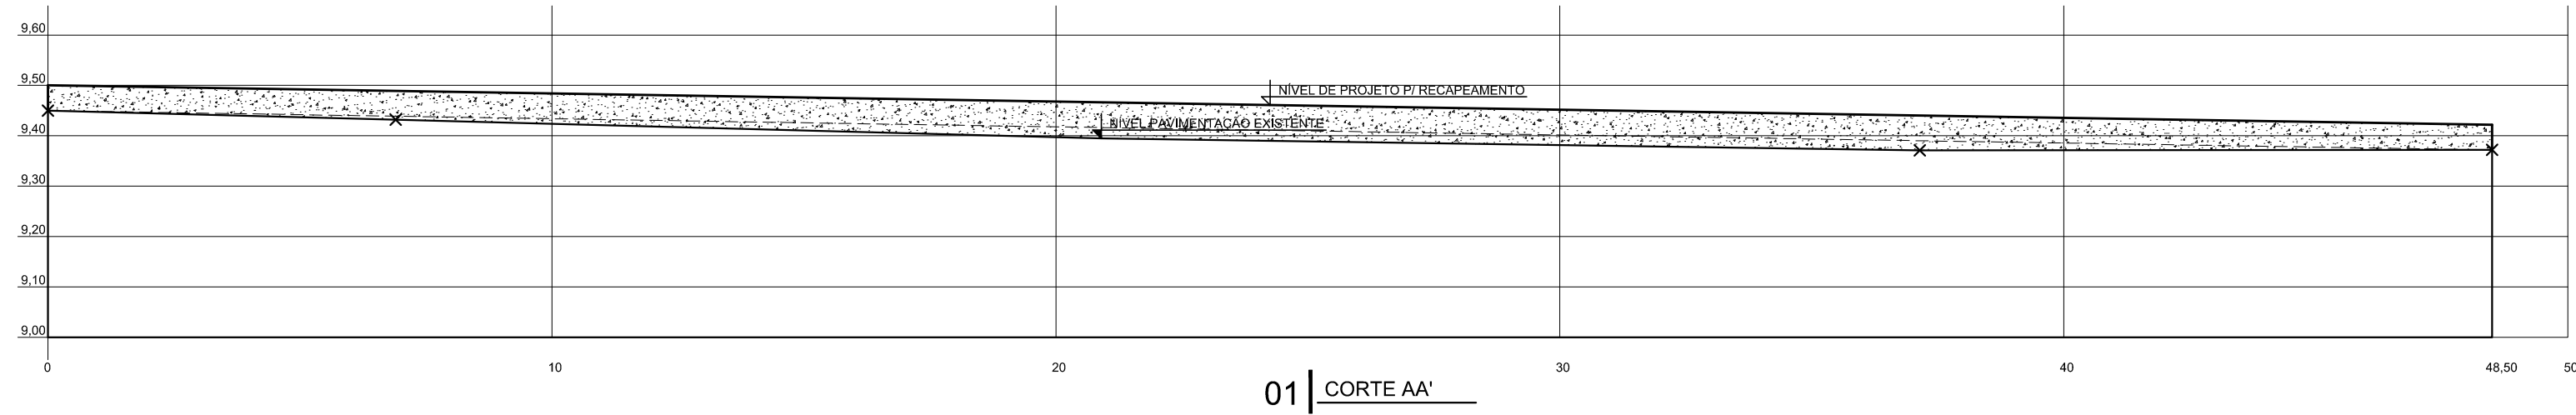 9,60
9,50
NÍVEL DE PROJETO P/ RECAPEAMENTO
NÍVEL PAVIMENTAÇÃO EXISTENTE
9,40
9,30
9,20
9,10
9,00
0 10 20 30 40 48,50 50
01 CORTE AA'